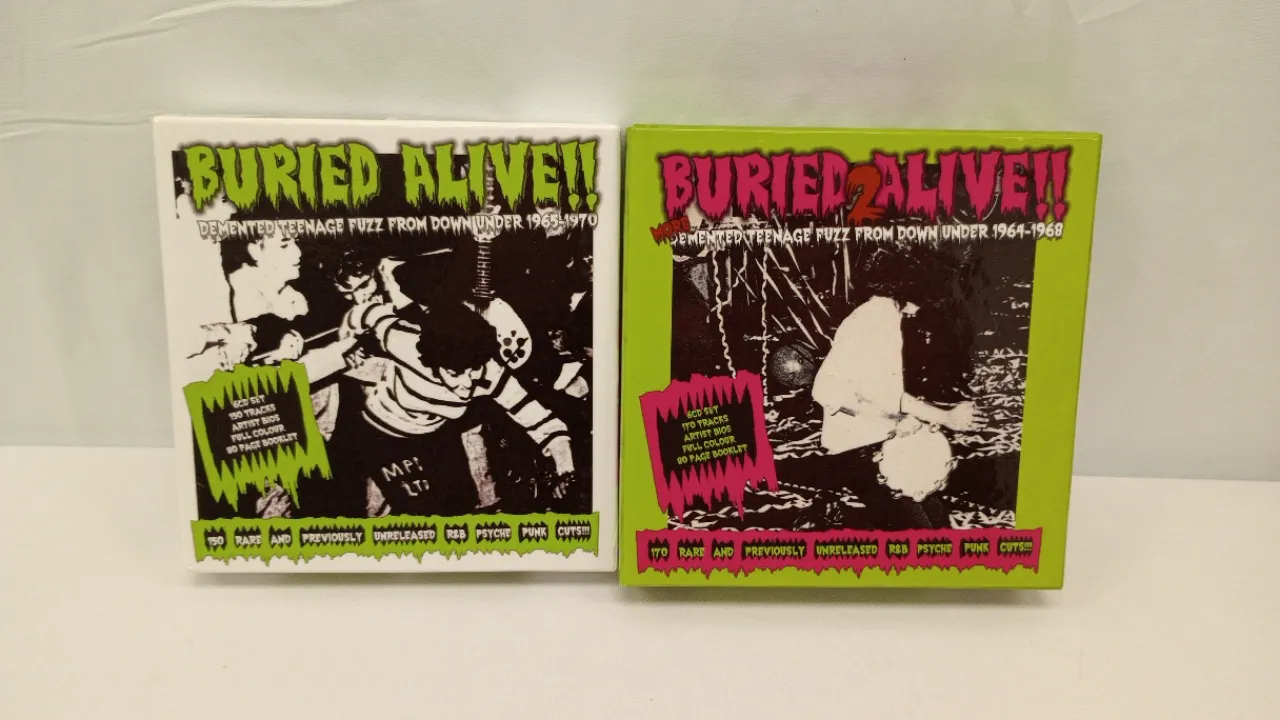 BURIED ALIVE!!
DEMENTED TEENAGE FUZZ FROM DOWN UNDER 1965-1970
6CD SET
150 TRACKS
ARTIST BIOS
FULL COLOUR
80 PAGE BOOKLET
150 RARE AND PREVIOUSLY UNRELEASED R&B PSYCHE PUNK CUTS!!!
BURIED 2 ALIVE!!
MORE DEMENTED TEENAGE FUZZ FROM DOWN UNDER 1964-1968
6CD SET
170 TRACKS
ARTIST BIOS
FULL COLOUR
80 PAGE BOOKLET
170 RARE AND PREVIOUSLY UNRELEASED R&B PSYCHE PUNK CUTS!!!